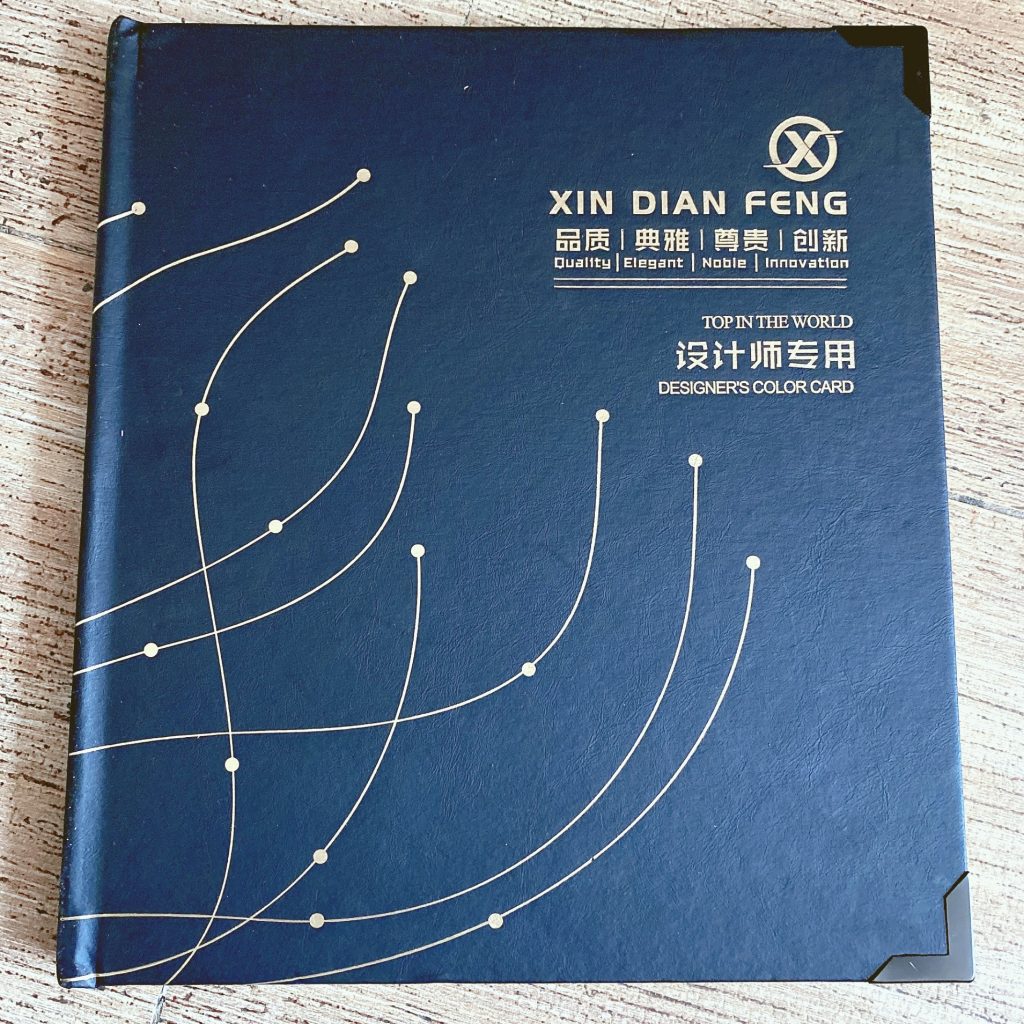 X
XIN DIAN FENG
品质 | 典雅 | 尊贵 | 创新
Quality | Elegant | Noble | Innovation
TOP IN THE WORLD
设计师专用
DESIGNER'S COLOR CARD